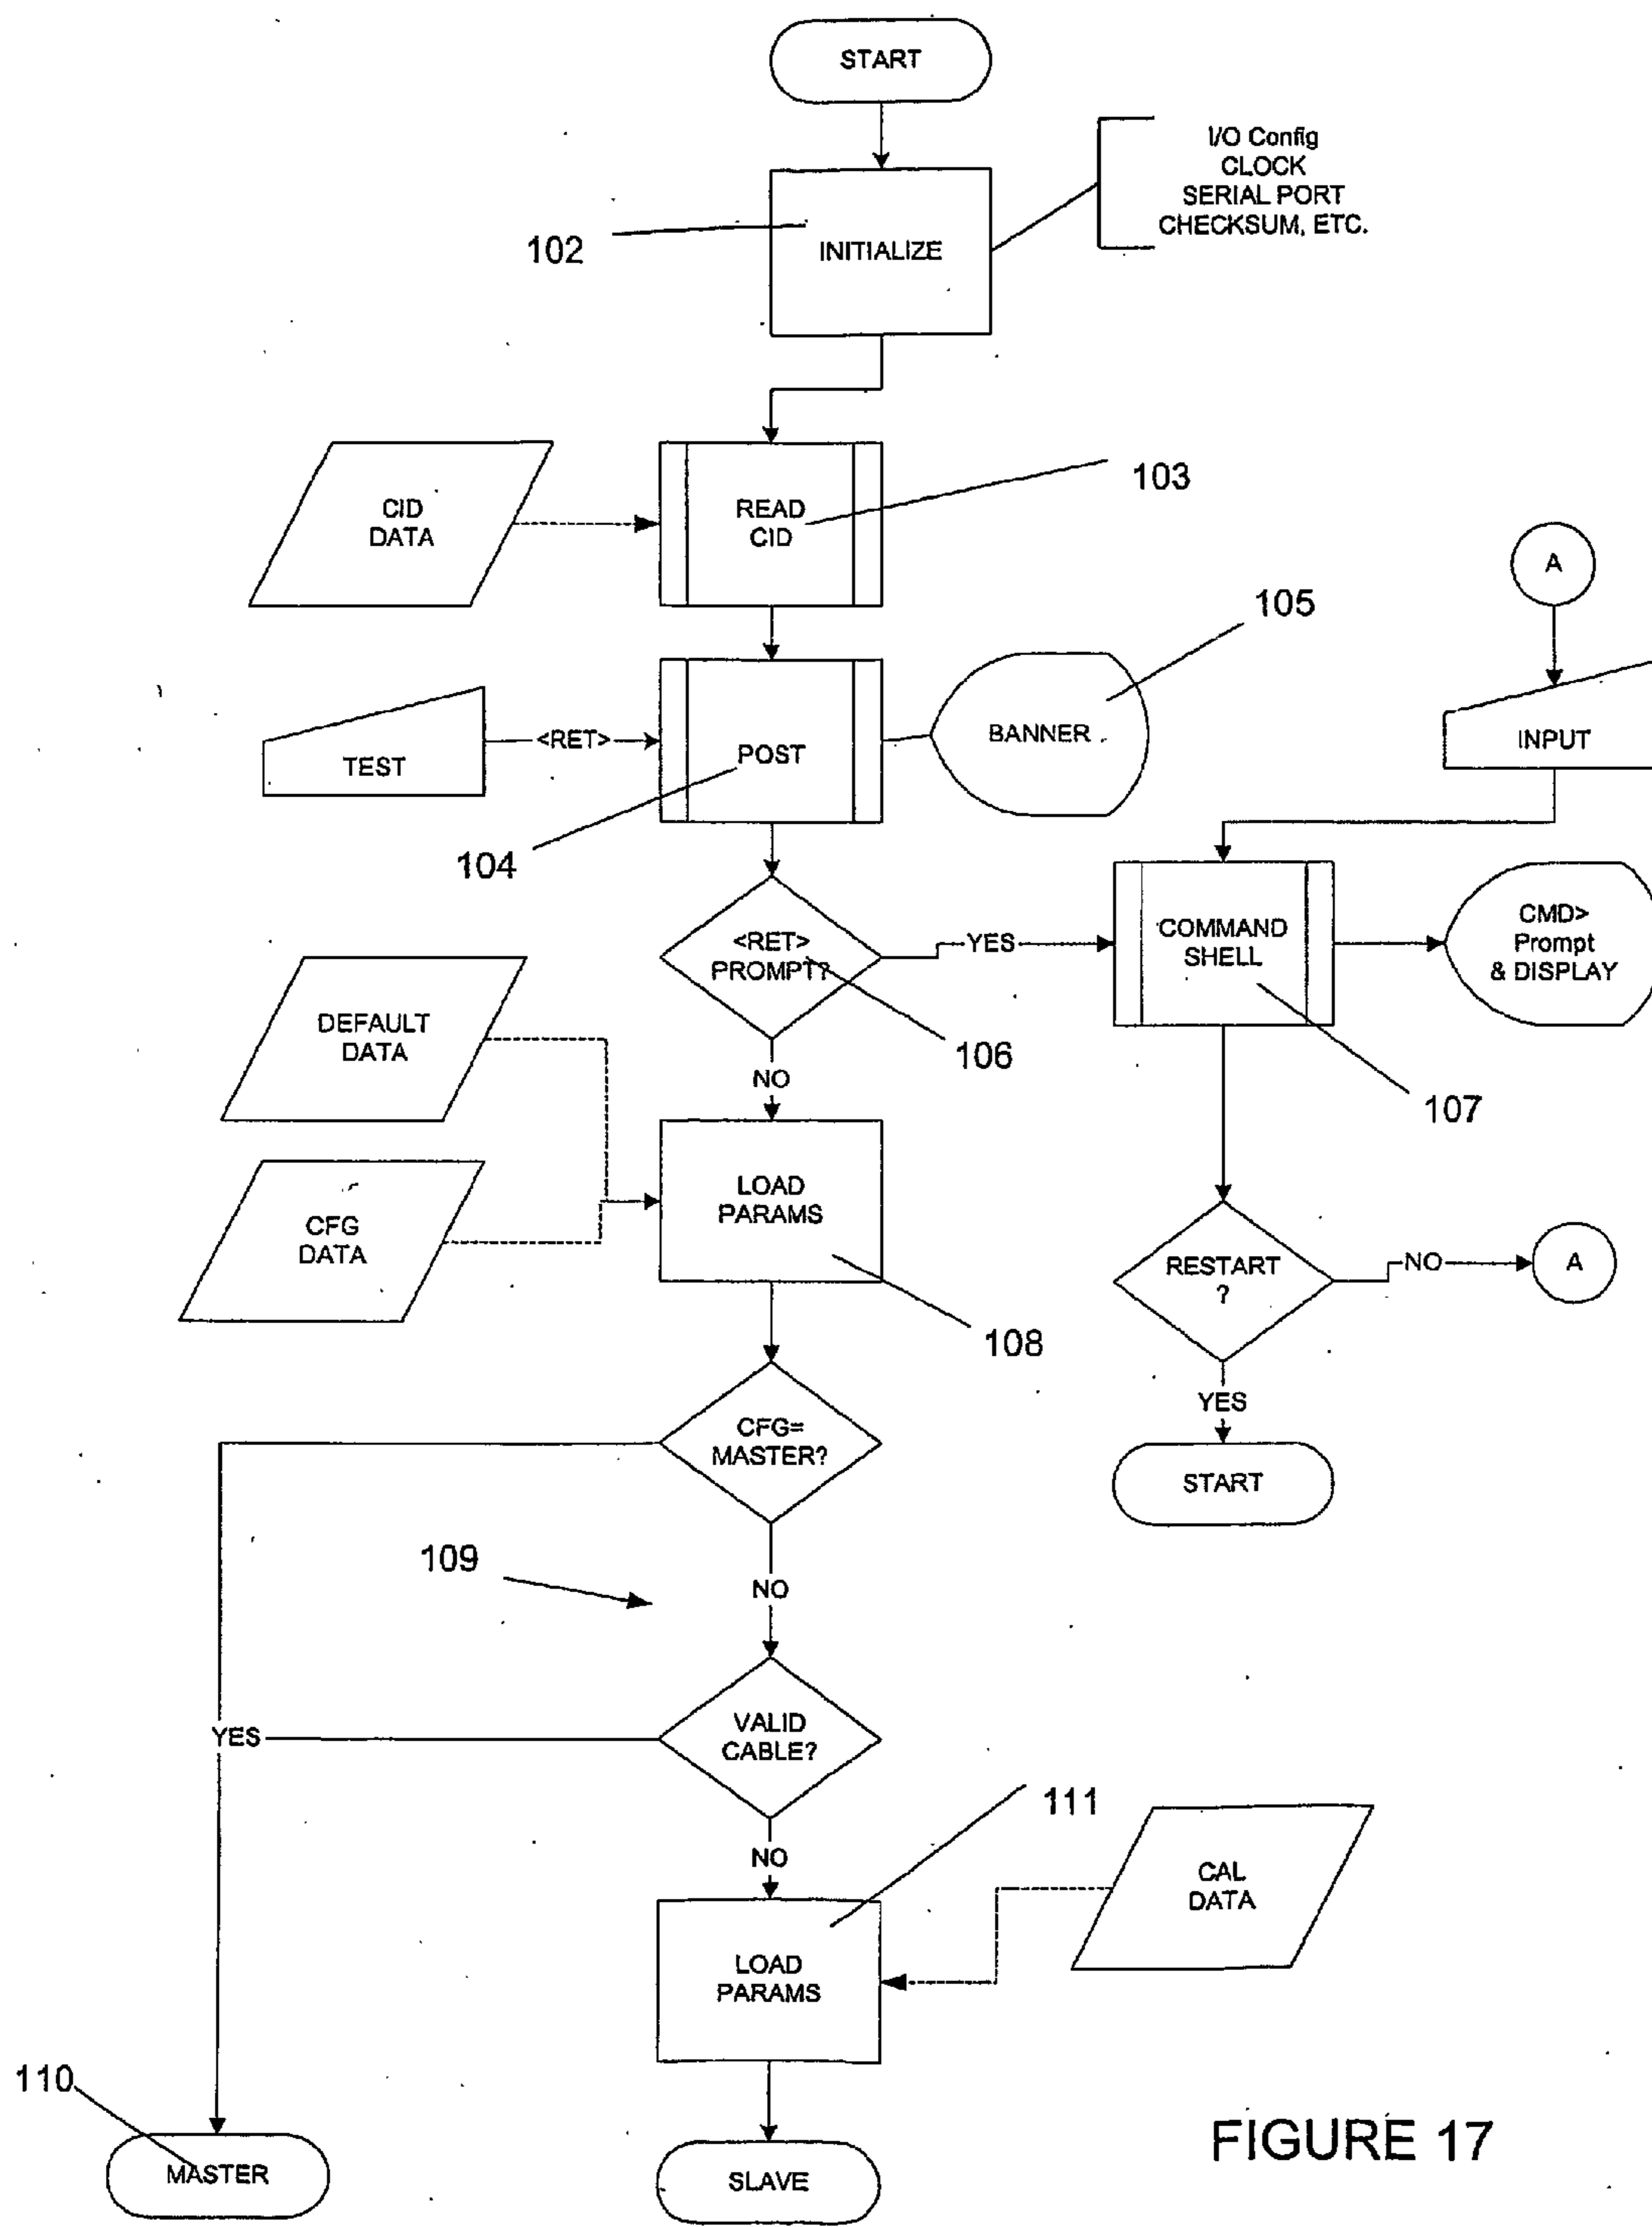 START
I/O Config
CLOCK
SERIAL PORT
CHECKSUM, ETC.
102
INITIALIZE
CID
DATA
READ
CID
103
A
105
TEST
<RET>
POST
BANNER
INPUT
104
<RET>
PROMPT?
YES
COMMAND
SHELL
CMD>
Prompt
& DISPLAY
DEFAULT
DATA
106
NO
107
CFG
DATA
LOAD
PARAMS
RESTART
?
NO
A
108
YES
CFG=
MASTER?
START
109
NO
YES
VALID
CABLE?
111
NO
CAL
DATA
LOAD
PARAMS
110
MASTER
SLAVE
FIGURE 17